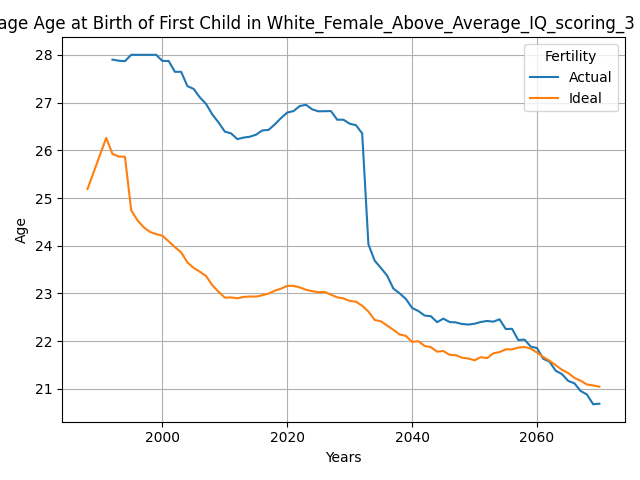 age Age at Birth of First Child in White_Female_Above_Average_IQ_scoring_3
Fertility
Actual
Ideal
28
27
26
25
24
23
22
21
Age
2000
2020
2040
2060
Years